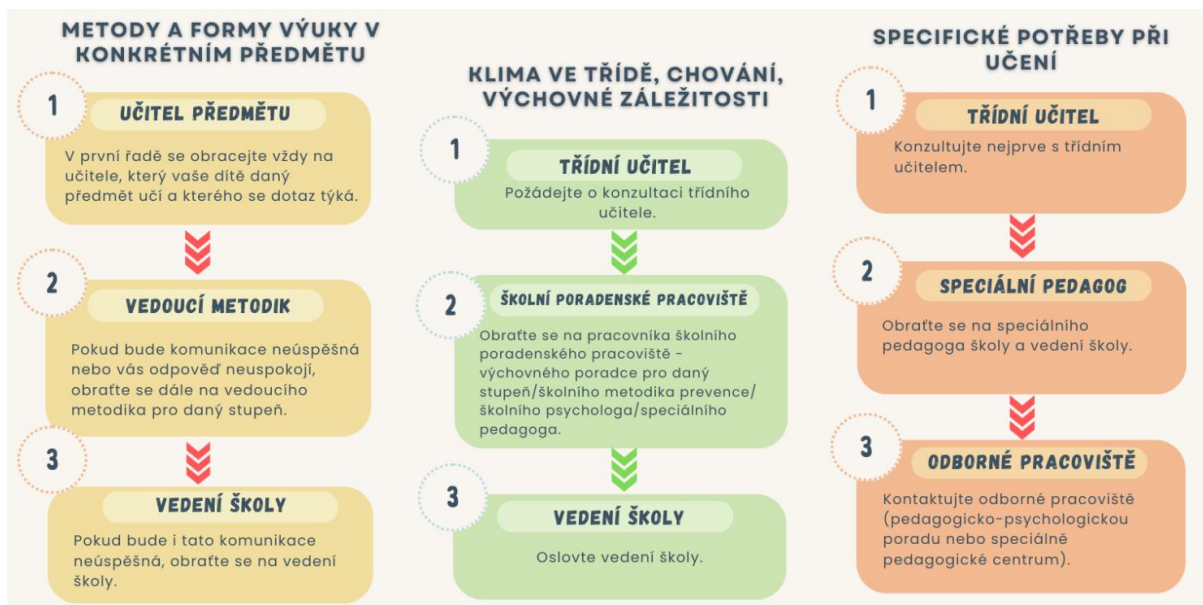 METODY A FORMY VÝUKY V
KONKRÉTNÍM PŘEDMĚTU
1
UČITEL PŘEDMĚTU
V první řadě se obracejte vždy na
učitele, který vaše dítě daný
předmět učí a kterého se dotaz týká.
2
VEDOUCÍ METODIK
Pokud bude komunikace neúspěšná
nebo vás odpověď neuspokojí,
obraťte se dále na vedoucího
metodika pro daný stupeň.
3
VEDENÍ ŠKOLY
Pokud bude i tato komunikace
neúspěšná, obraťte se na vedení
školy.
KLIMA VE TŘÍDĚ, CHOVÁNÍ,
VÝCHOVNÉ ZÁLEŽITOSTI
1
TŘÍDNÍ UČITEL
Požádejte o konzultaci třídního
učitele.
2
ŠKOLNÍ PORADENSKÉ PRACOVIŠTĚ
Obraťte se na pracovníka školního
poradenského pracoviště -
výchovného poradce pro daný
stupeň/školního metodika prevence/
školního psychologa/speciálního
pedagoga.
3
VEDENÍ ŠKOLY
Oslovte vedení školy.
SPECIFICKÉ POTŘEBY PŘI
UČENÍ
1
TŘÍDNÍ UČITEL
Konzultujte nejprve s třídním
učitelem.
2
SPECIÁLNÍ PEDAGOG
Obraťte se na speciálního
pedagoga školy a vedení školy.
3
ODBORNÉ PRACOVIŠTĚ
Kontaktujte odborné pracoviště
(pedagogicko-psychologickou
poradu nebo speciálně
pedagogické centrum).